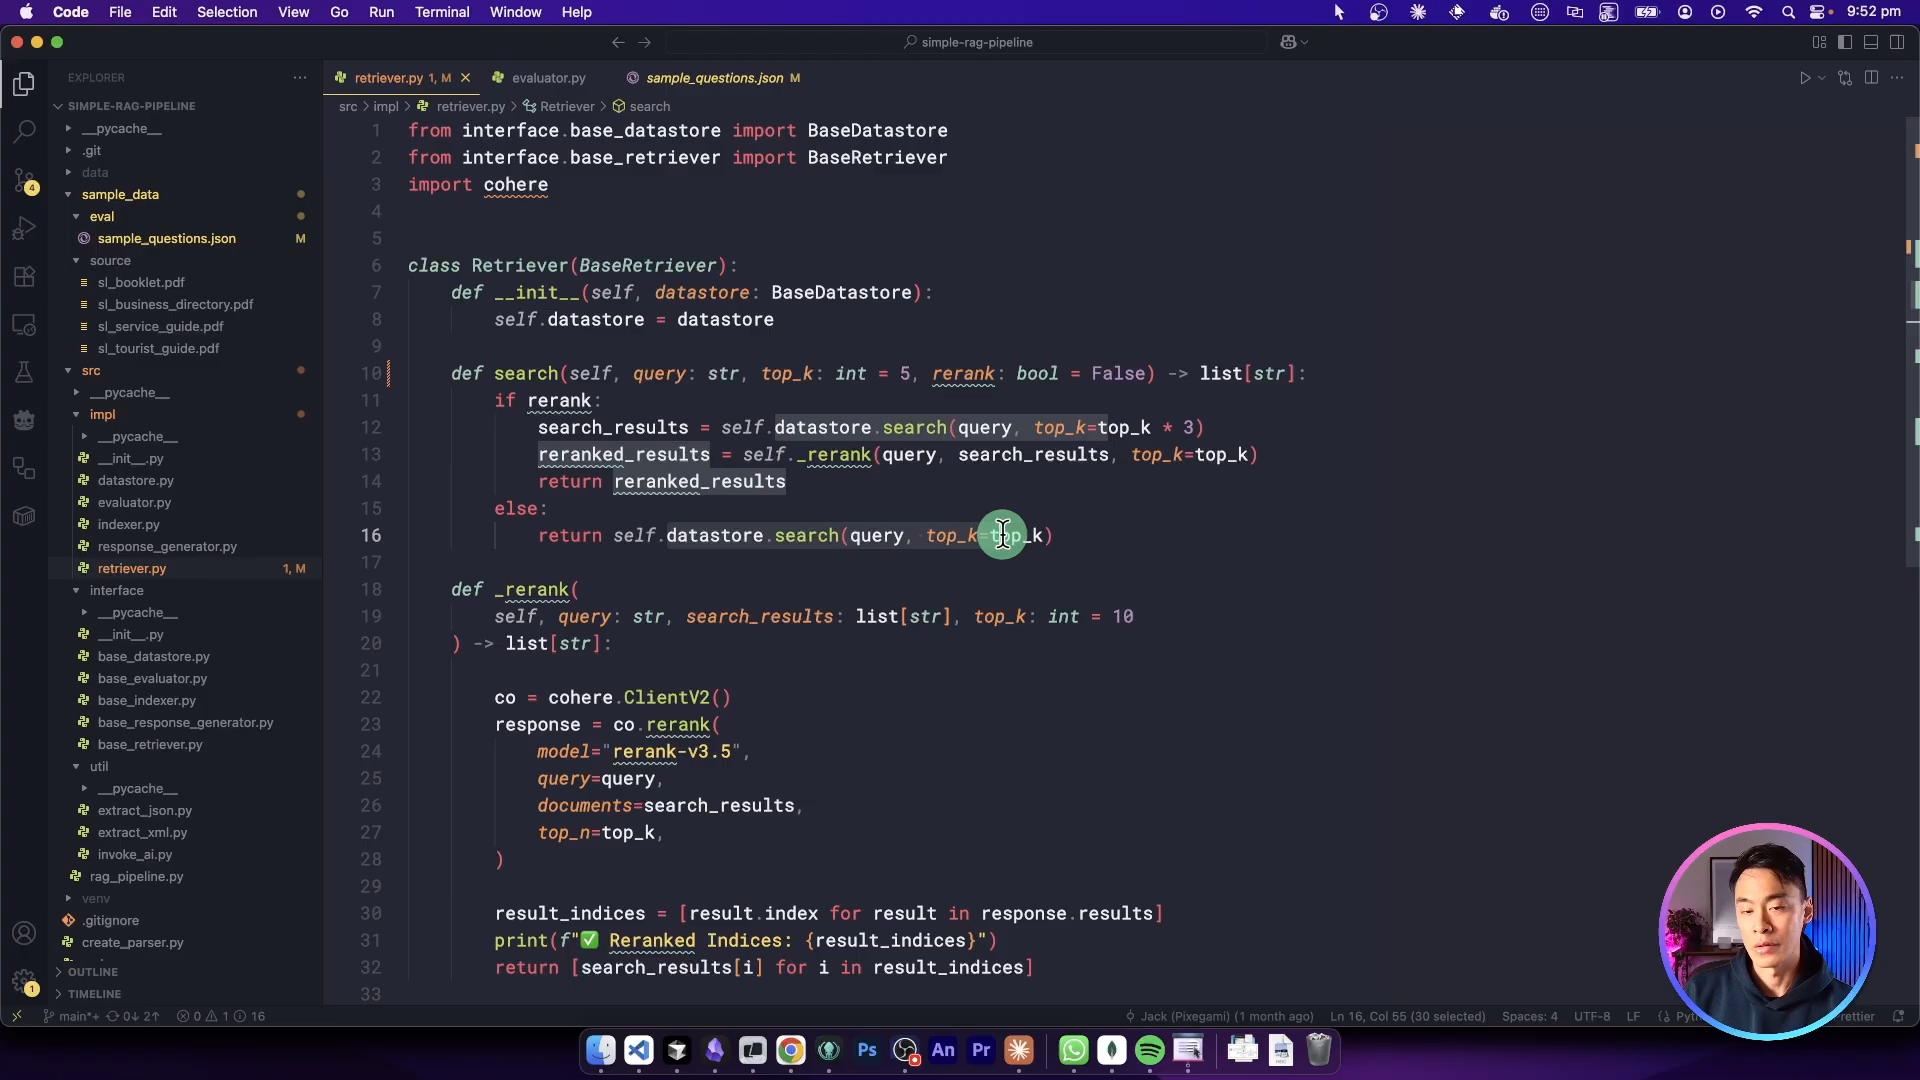 Code File Edit Selection View Go Run Terminal Window Help
9:52 pm
simple-rag-pipeline
EXPLORER
SIMPLE-RAG-PIPELINE
__pycache__
.git
data
sample_data
eval
sample_questions.json M
source
sl_booklet.pdf
sl_business_directory.pdf
sl_service_guide.pdf
sl_tourist_guide.pdf
src
__pycache__
impl
__pycache__
__init__.py
datastore.py
evaluator.py
indexer.py
response_generator.py
retriever.py 1, M
interface
__pycache__
__init__.py
base_datastore.py
base_evaluator.py
base_indexer.py
base_response_generator.py
base_retriever.py
util
__pycache__
extract_json.py
extract_xml.py
invoke_ai.py
rag_pipeline.py
venv
.gitignore
create_parser.py
OUTLINE
TIMELINE
4
1
retriever.py 1, M evaluator.py sample_questions.json M
src > impl > retriever.py > Retriever > search
1 from interface.base_datastore import BaseDatastore
2 from interface.base_retriever import BaseRetriever
3 import cohere
4
5
6 class Retriever(BaseRetriever):
7 def __init__(self, datastore: BaseDatastore):
8 self.datastore = datastore
9
10 def search(self, query: str, top_k: int = 5, rerank: bool = False) -> list[str]:
11 if rerank:
12 search_results = self.datastore.search(query, top_k=top_k * 3)
13 reranked_results = self._rerank(query, search_results, top_k=top_k)
14 return reranked_results
15 else:
16 return self.datastore.search(query, top_k=top_k)
17
18 def _rerank(
19 self, query: str, search_results: list[str], top_k: int = 10
20 ) -> list[str]:
21
22 co = cohere.ClientV2()
23 response = co.rerank(
24 model="rerank-v3.5",
25 query=query,
26 documents=search_results,
27 top_n=top_k,
28 )
29
30 result_indices = [result.index for result in response.results]
31 print(f"✅ Reranked Indices: {result_indices}")
32 return [search_results[i] for i in result_indices]
33
main*+ 0↓ 2↑ 0 1 16
Jack (Pixegami) (1 month ago) Ln 16, Col 55 (30 selected) Spaces: 4 UTF-8 LF
Ps An Pr